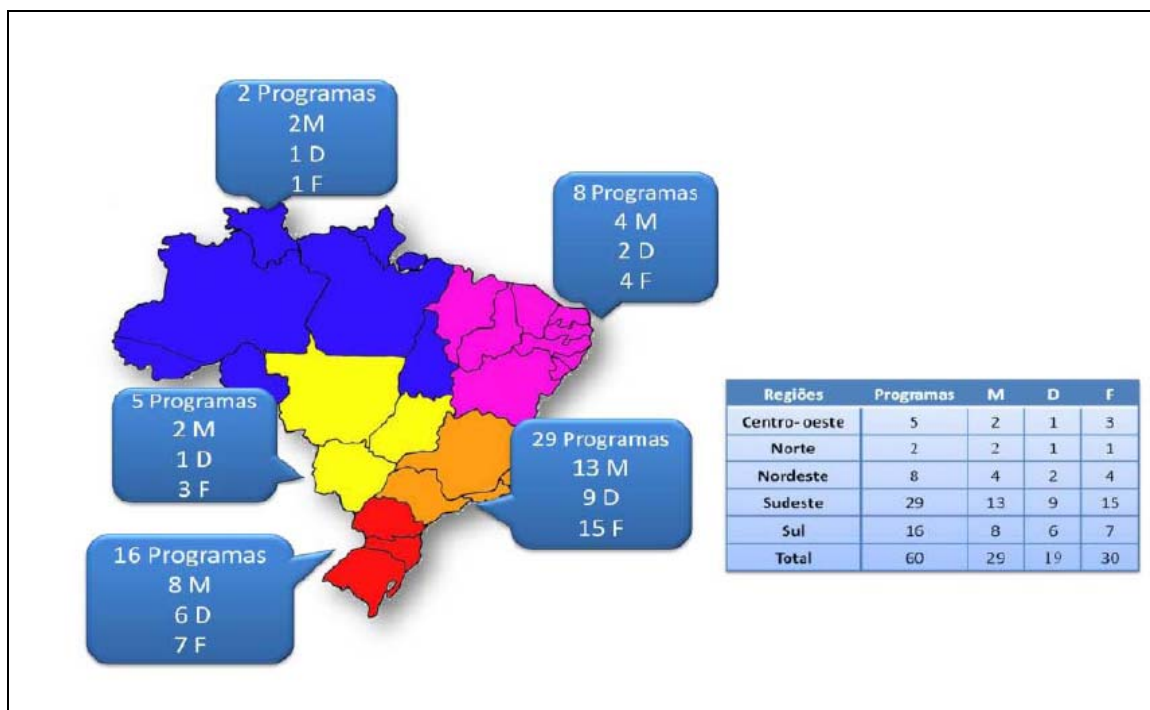 2 Programas
2M
1 D
1 F
8 Programas
4 M
2 D
4 F
5 Programas
2 M
1 D
3 F
29 Programas
13 M
9 D
15 F
16 Programas
8 M
6 D
7 F
Regiões Programas M D F
Centro-oeste 5 2 1 3
Norte 2 2 1 1
Nordeste 8 4 2 4
Sudeste 29 13 9 15
Sul 16 8 6 7
Total 60 29 19 30